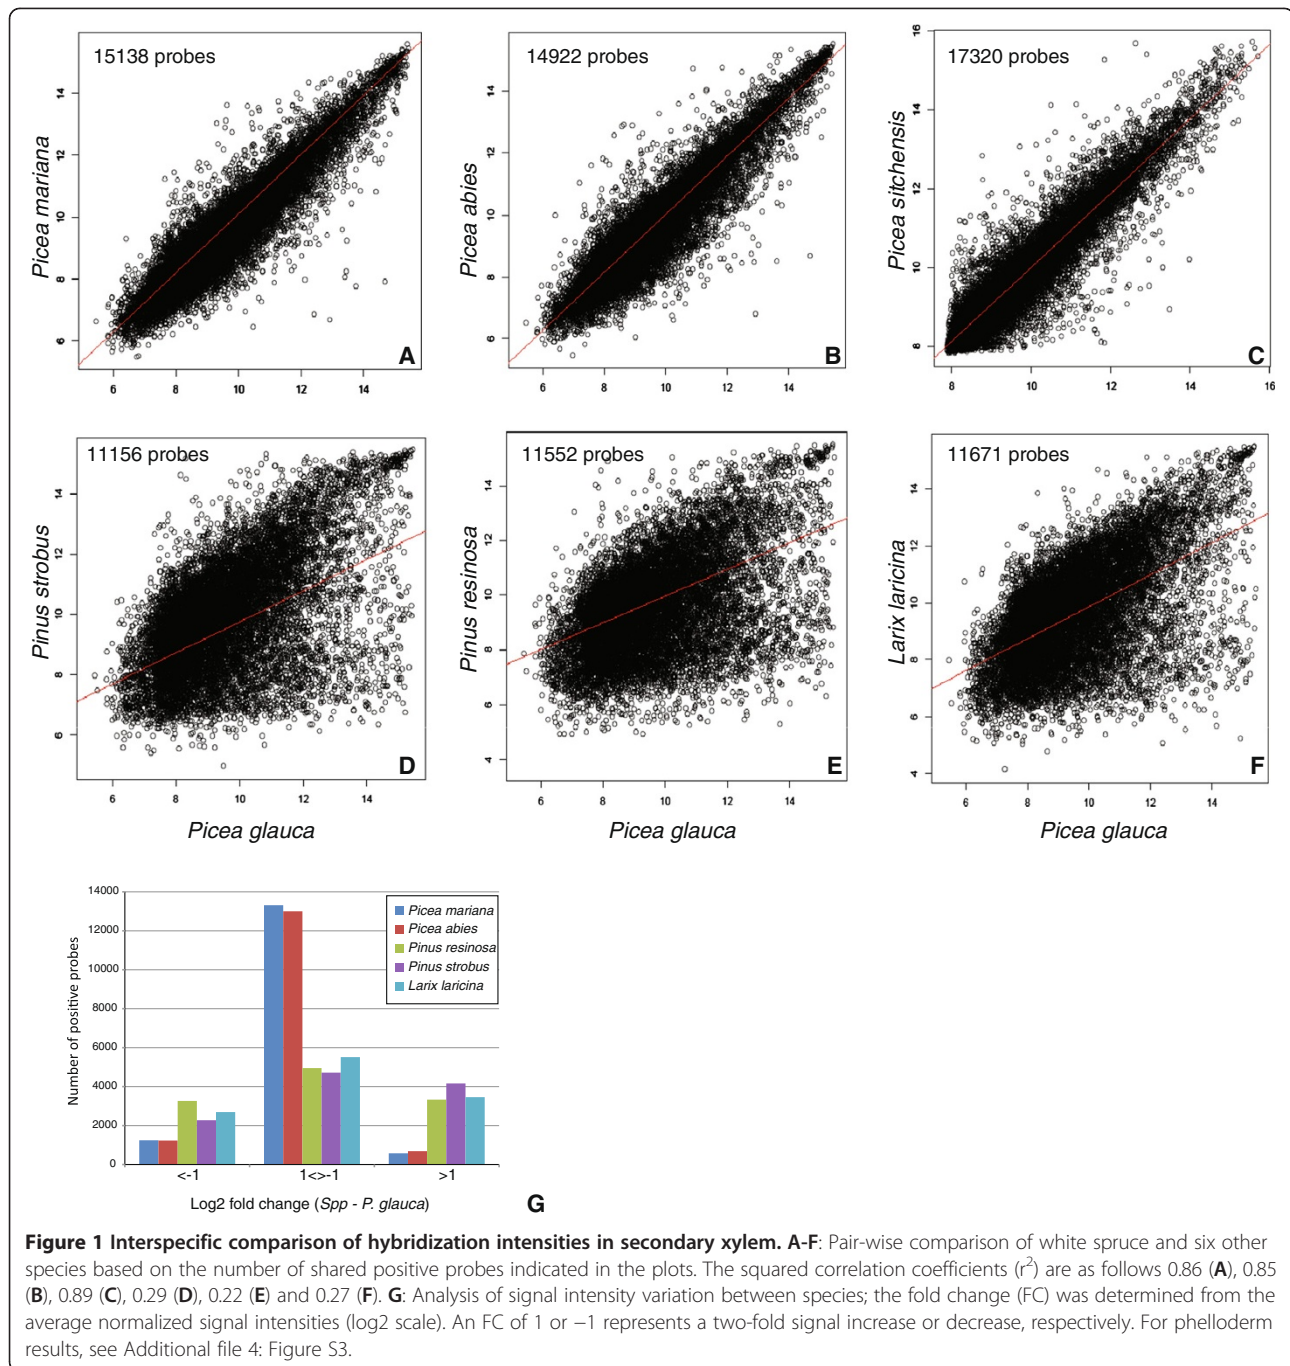 15138 probes
14
12
10
8
6
Picea mariana
A
6 8 10 12 14
14922 probes
14
12
10
8
6
Picea abies
B
6 8 10 12 14
17320 probes
16
14
12
10
8
Picea sitchensis
C
8 10 12 14 16
11156 probes
14
12
10
8
6
Pinus strobus
D
6 8 10 12 14
Picea glauca
11552 probes
14
12
10
8
6
4
Pinus resinosa
E
6 8 10 12 14
Picea glauca
11671 probes
14
12
10
8
6
4
Larix laricina
F
6 8 10 12 14
Picea glauca
14000
12000
10000
8000
6000
4000
2000
0
Number of positive probes
Picea mariana
Picea abies
Pinus resinosa
Pinus strobus
Larix laricina
<-1 1<>-1 >1
Log2 fold change (Spp - P. glauca)
G
Figure 1 Interspecific comparison of hybridization intensities in secondary xylem. A-F: Pair-wise comparison of white spruce and six other
species based on the number of shared positive probes indicated in the plots. The squared correlation coefficients (r²) are as follows 0.86 (A), 0.85
(B), 0.89 (C), 0.29 (D), 0.22 (E) and 0.27 (F). G: Analysis of signal intensity variation between species; the fold change (FC) was determined from the
average normalized signal intensities (log2 scale). An FC of 1 or −1 represents a two-fold signal increase or decrease, respectively. For phelloderm
results, see Additional file 4: Figure S3.